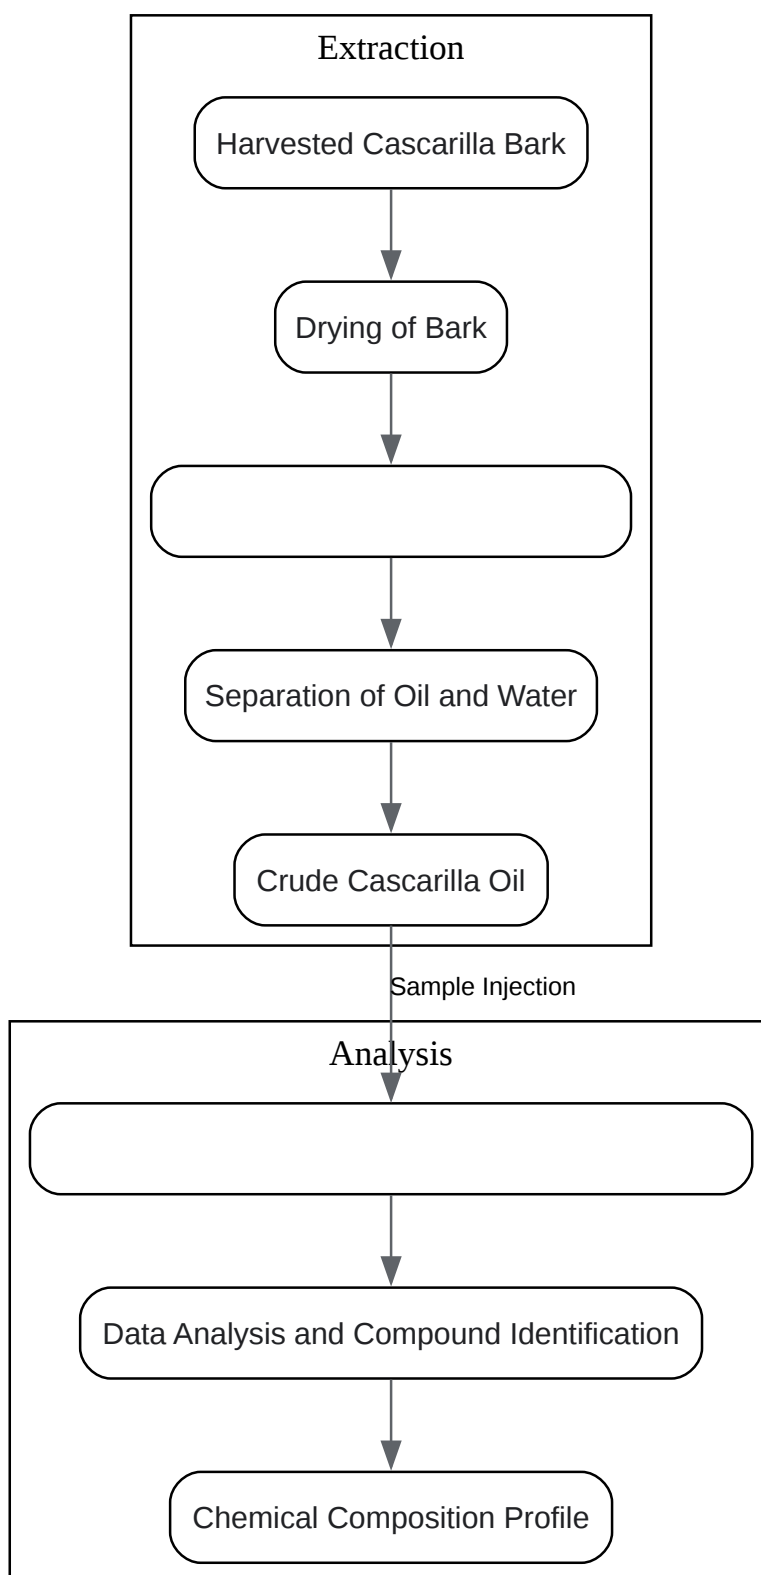 Extraction
Harvested Cascarilla Bark
Drying of Bark
Separation of Oil and Water
Crude Cascarilla Oil
Sample Injection
Analysis
Data Analysis and Compound Identification
Chemical Composition Profile